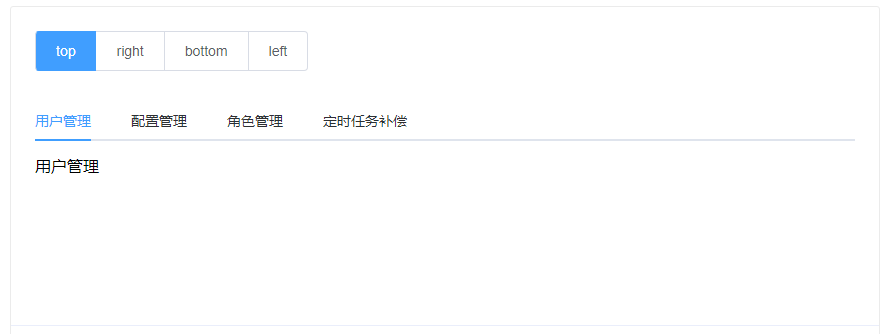 top right bottom left
用户管理 配置管理 角色管理 定时任务补偿
用户管理